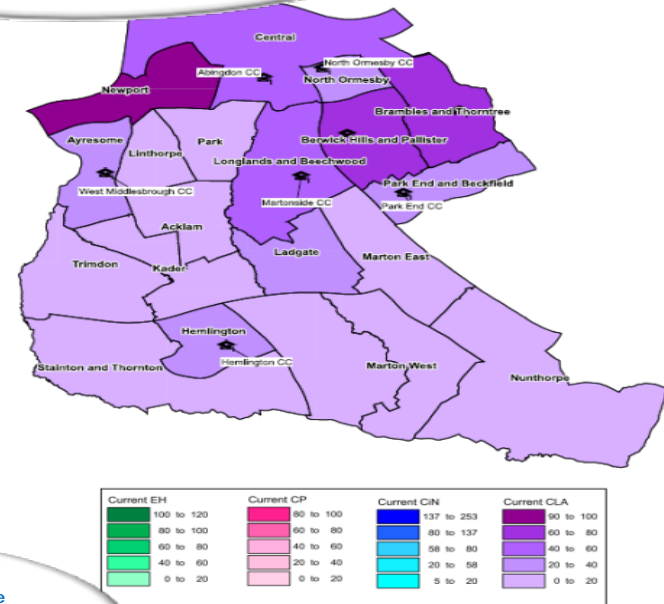 Central
North Ormesby CC
Abingdon CC
North Ormesby
Newport
Brambles and Thorntree
Ayresome
Park
Berwick Hills and Pallister
Linthorpe
Longlands and Beechwood
Park End and Beckfield
West Middlesbrough CC
Martonside CC
Park End CC
Acklam
Ladgate
Marton East
Trimdon
Kader
Hemlington
Hemlington CC
Stainton and Thornton
Marton West
Nunthorpe
Current EH
100 to 120
80 to 100
60 to 80
40 to 60
0 to 20
Current CP
80 to 100
60 to 80
40 to 60
20 to 40
0 to 20
Current CiN
137 to 253
80 to 137
58 to 80
20 to 58
5 to 20
Current CLA
90 to 100
60 to 80
40 to 60
20 to 40
0 to 20
e